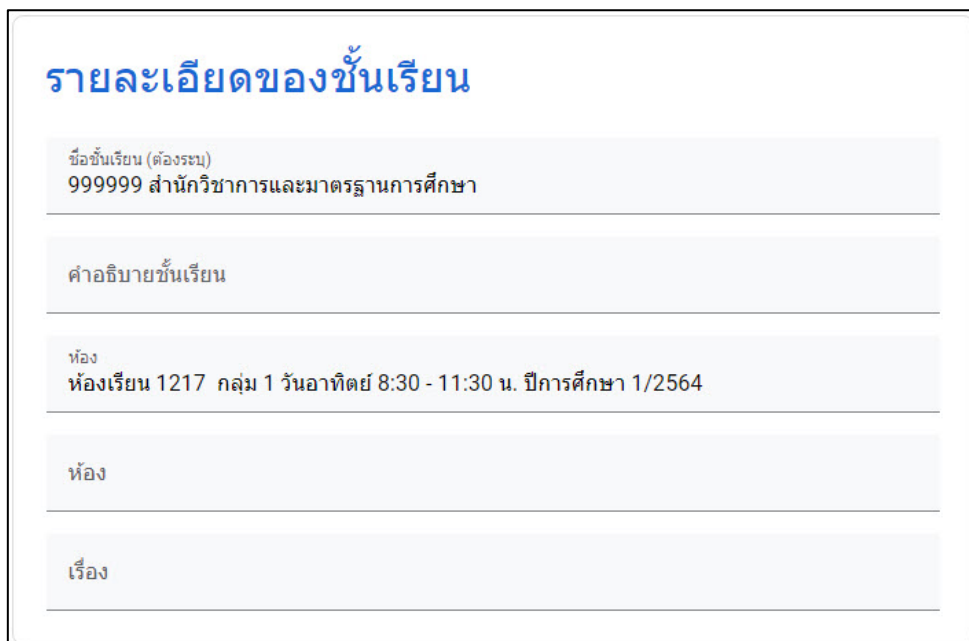 รายละเอียดของชั้นเรียน
ชื่อชั้นเรียน (ต้องระบุ)
999999 สำนักวิชาการและมาตรฐานการศึกษา
คำอธิบายชั้นเรียน
ห้อง
ห้องเรียน 1217 กลุ่ม 1 วันอาทิตย์ 8:30 - 11:30 น. ปีการศึกษา 1/2564
ห้อง
เรื่อง